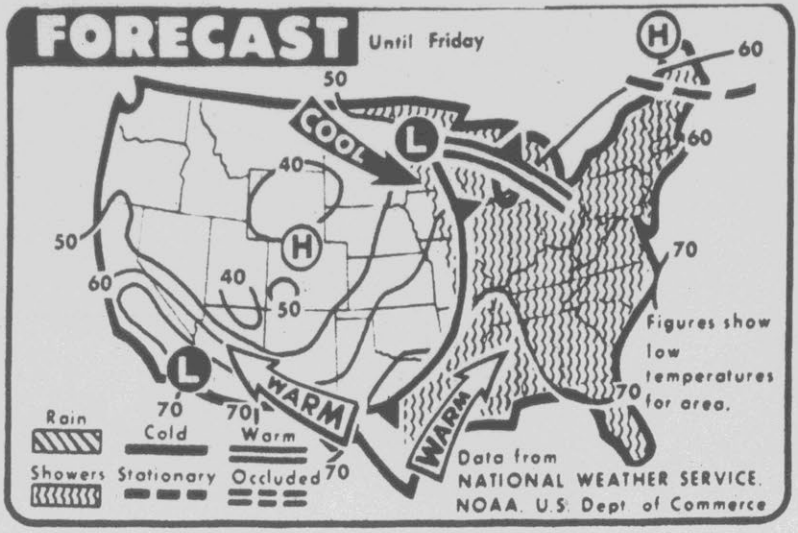 FORECAST
Until Friday
H
60
50
COOL
L
60
40
50
H
70
60
40
50
Figures show
low
temperatures
for area.
L
WARM
WARM
70
70
70
70
Rain
Cold
Warm
Showers
Stationary
Occluded
Data from
NATIONAL WEATHER SERVICE,
NOAA, U.S. Dept. of Commerce